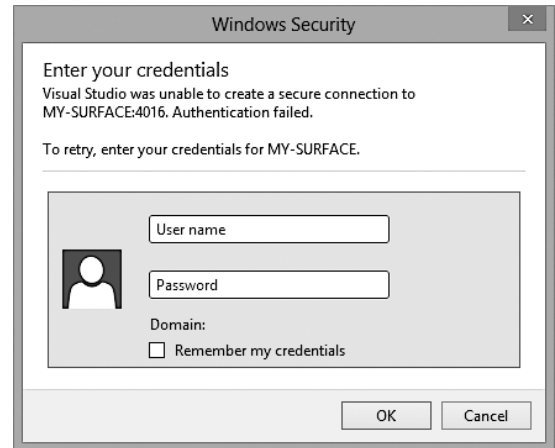 Windows Security
Enter your credentials
Visual Studio was unable to create a secure connection to
MY-SURFACE:4016. Authentication failed.
To retry, enter your credentials for MY-SURFACE.
User name
Password
Domain:
Remember my credentials
OK Cancel